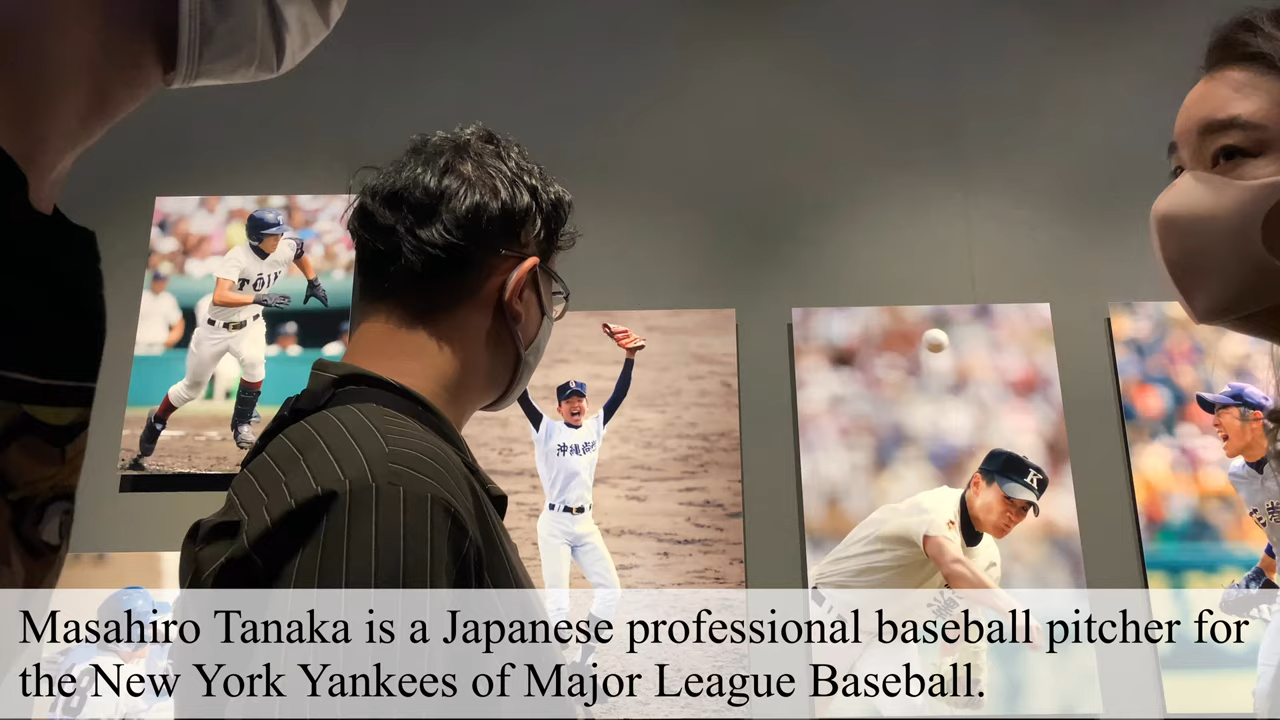 TŌIN
沖縄尚学
K
Masahiro Tanaka is a Japanese professional baseball pitcher for
the New York Yankees of Major League Baseball.